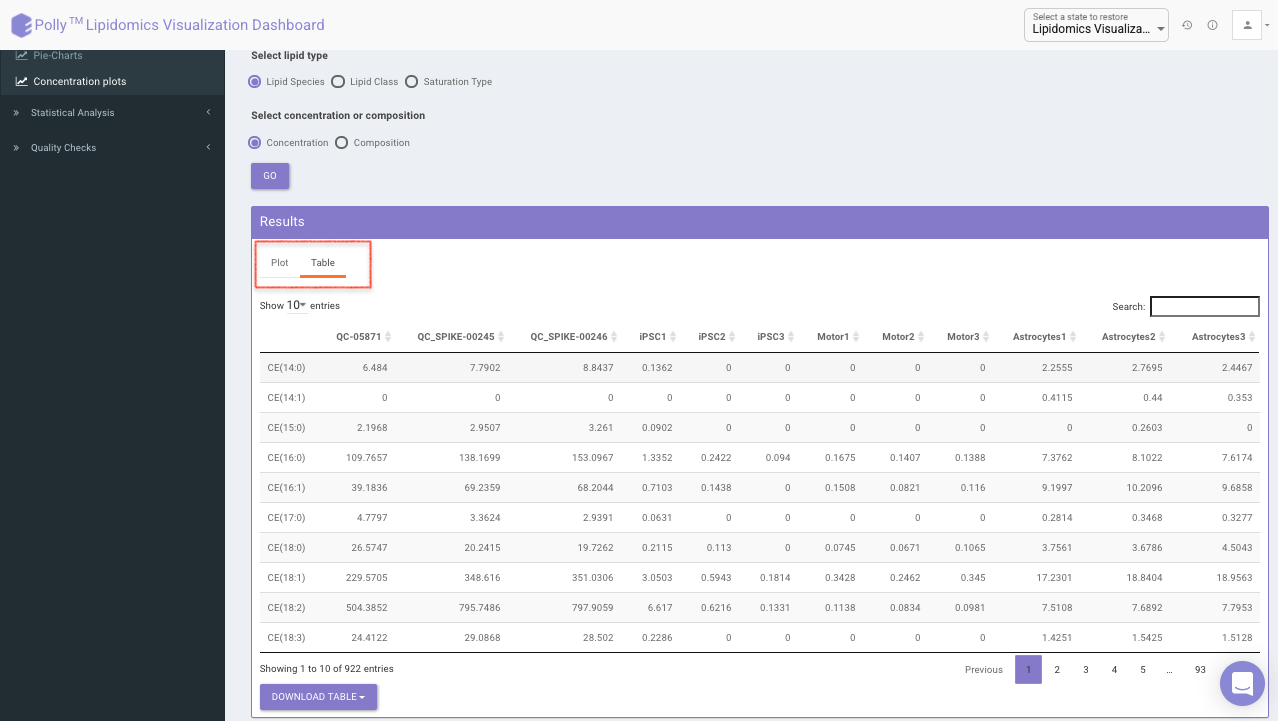 Polly TM Lipidomics Visualization Dashboard
Select a state to restore
Lipidomics Visualiza...
Pie-Charts
Concentration plots
Statistical Analysis
Quality Checks
Select lipid type
Lipid Species Lipid Class Saturation Type
Select concentration or composition
Concentration Composition
GO
Results
Plot Table
Show 10 entries Search:
QC-05871 QC_SPIKE-00245 QC_SPIKE-00246 iPSC1 iPSC2 iPSC3 Motor1 Motor2 Motor3 Astrocytes1 Astrocytes2 Astrocytes3
CE(14:0) 6.484 7.7902 8.8437 0.1362 0 0 0 0 0 2.2555 2.7695 2.4467
CE(14:1) 0 0 0 0 0 0 0 0 0 0.4115 0.44 0.353
CE(15:0) 2.1968 2.9507 3.261 0.0902 0 0 0 0 0 0 0.2603 0
CE(16:0) 109.7657 138.1699 153.0967 1.3352 0.2422 0.094 0.1675 0.1407 0.1388 7.3762 8.1022 7.6174
CE(16:1) 39.1836 69.2359 68.2044 0.7103 0.1438 0 0.1508 0.0821 0.116 9.1997 10.2096 9.6858
CE(17:0) 4.7797 3.3624 2.9391 0.0631 0 0 0 0 0 0.2814 0.3468 0.3277
CE(18:0) 26.5747 20.2415 19.7262 0.2115 0.113 0 0.0745 0.0671 0.1065 3.7561 3.6786 4.5043
CE(18:1) 229.5705 348.616 351.0306 3.0503 0.5943 0.1814 0.3428 0.2462 0.345 17.2301 18.8404 18.9563
CE(18:2) 504.3852 795.7486 797.9059 6.617 0.6216 0.1331 0.1138 0.0834 0.0981 7.5108 7.6892 7.7953
CE(18:3) 24.4122 29.0868 28.502 0.2286 0 0 0 0 0 1.4251 1.5425 1.5128
Showing 1 to 10 of 922 entries Previous 1 2 3 4 5 ... 93
DOWNLOAD TABLE